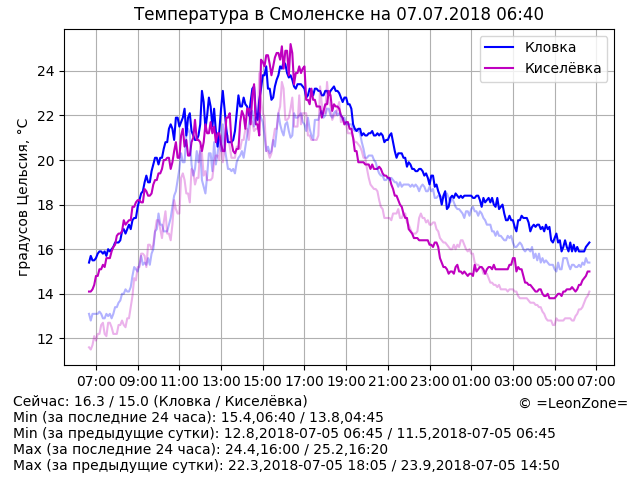 Температура в Смоленске на 07.07.2018 06:40
Кловка
Киселёвка
градусов Цельсия, °C
24
22
20
18
16
14
12
07:00 09:00 11:00 13:00 15:00 17:00 19:00 21:00 23:00 01:00 03:00 05:00 07:00
Сейчас: 16.3 / 15.0 (Кловка / Киселёвка)
© =LeonZone=
Min (за последние 24 часа): 15.4,06:40 / 13.8,04:45
Min (за предыдущие сутки): 12.8,2018-07-05 06:45 / 11.5,2018-07-05 06:45
Max (за последние 24 часа): 24.4,16:00 / 25.2,16:20
Max (за предыдущие сутки): 22.3,2018-07-05 18:05 / 23.9,2018-07-05 14:50